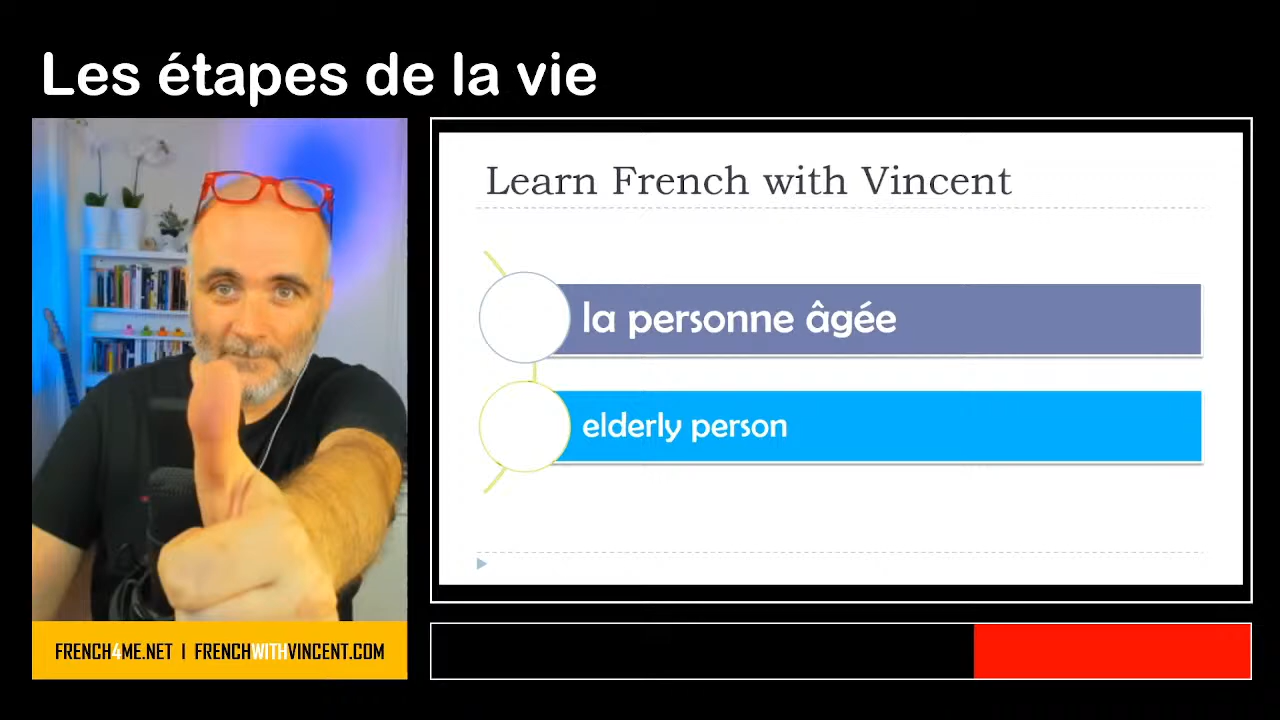 Les étapes de la vie
Learn French with Vincent
la personne âgée
elderly person
FRENCH4ME.NET | FRENCHWITHVINCENT.COM